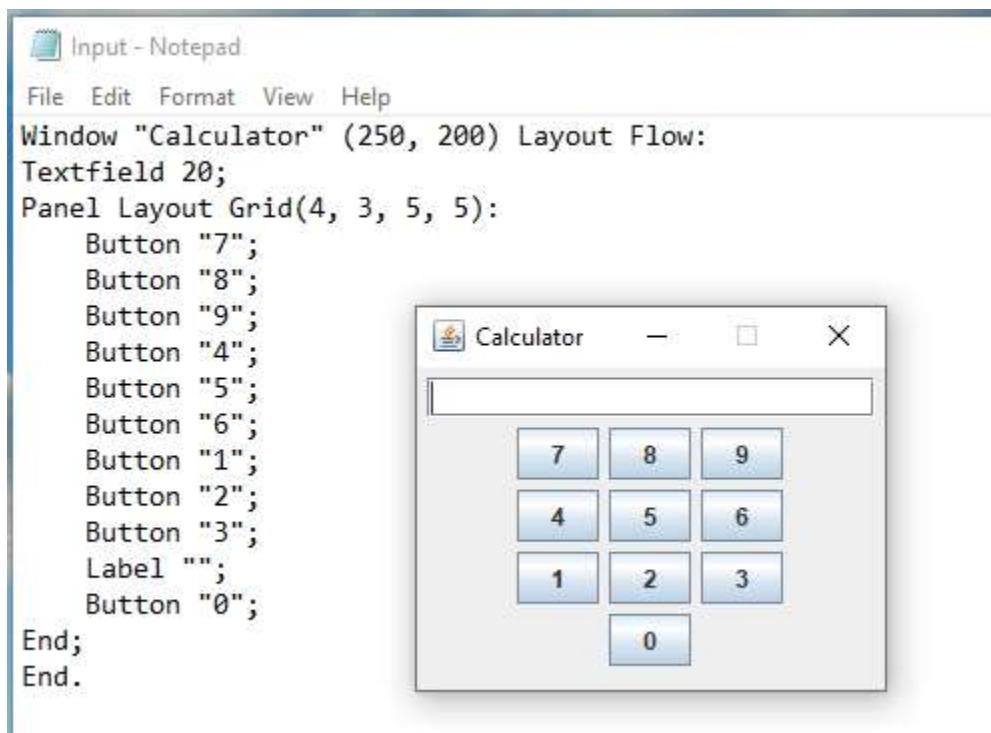 Input - Notepad
File Edit Format View Help
Window "Calculator" (250, 200) Layout Flow:
Textfield 20;
Panel Layout Grid(4, 3, 5, 5):
    Button "7";
    Button "8";
    Button "9";
    Button "4";
    Button "5";
    Button "6";
    Button "1";
    Button "2";
    Button "3";
    Label "";
    Button "0";
End;
End.
Calculator
7 8 9
4 5 6
1 2 3
0